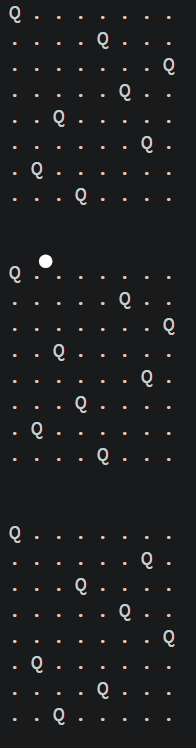 Q . . . . . . .
. . . . Q . . .
. . . . . . . Q
. . . . . Q . .
. . Q . . . . .
. . . . . . Q .
. Q . . . . . .
. . . Q . . . .
Q . . . . . . .
. . . . . Q . .
. . . . . . . Q
. . Q . . . . .
. . . . . . Q .
. . . Q . . . .
. Q . . . . . .
. . . . Q . . .
Q . . . . . . .
. . . . . . Q .
. . . Q . . . .
. . . . . Q . .
. . . . . . . Q
. Q . . . . . .
. . . . Q . . .
. . Q . . . . .